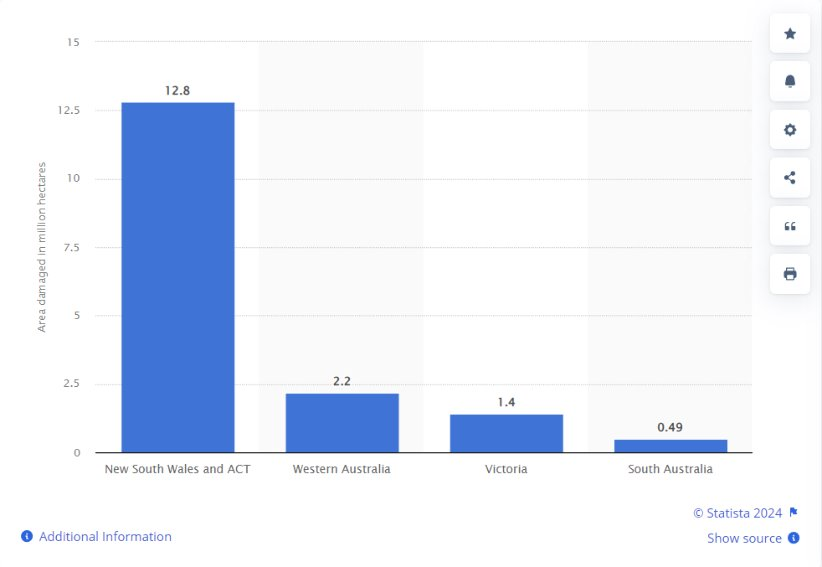 15
12.5
10
7.5
5
2.5
0
Area damaged in million hectares
12.8
2.2
1.4
0.49
New South Wales and ACT
Western Australia
Victoria
South Australia
© Statista 2024
Additional Information
Show source